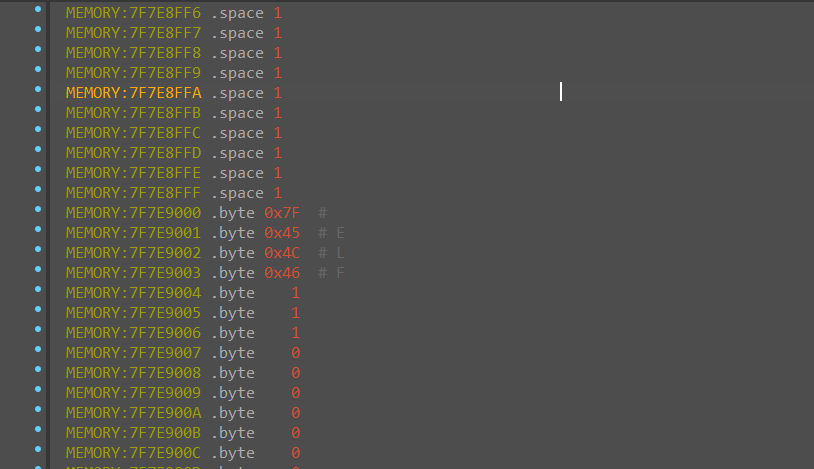 MEMORY:7F7E8FF6 .space 1
MEMORY:7F7E8FF7 .space 1
MEMORY:7F7E8FF8 .space 1
MEMORY:7F7E8FF9 .space 1
MEMORY:7F7E8FFA .space 1
MEMORY:7F7E8FFB .space 1
MEMORY:7F7E8FFC .space 1
MEMORY:7F7E8FFD .space 1
MEMORY:7F7E8FFE .space 1
MEMORY:7F7E8FFF .space 1
MEMORY:7F7E9000 .byte 0x7F  #
MEMORY:7F7E9001 .byte 0x45  # E
MEMORY:7F7E9002 .byte 0x4C  # L
MEMORY:7F7E9003 .byte 0x46  # F
MEMORY:7F7E9004 .byte    1
MEMORY:7F7E9005 .byte    1
MEMORY:7F7E9006 .byte    1
MEMORY:7F7E9007 .byte    0
MEMORY:7F7E9008 .byte    0
MEMORY:7F7E9009 .byte    0
MEMORY:7F7E900A .byte    0
MEMORY:7F7E900B .byte    0
MEMORY:7F7E900C .byte    0